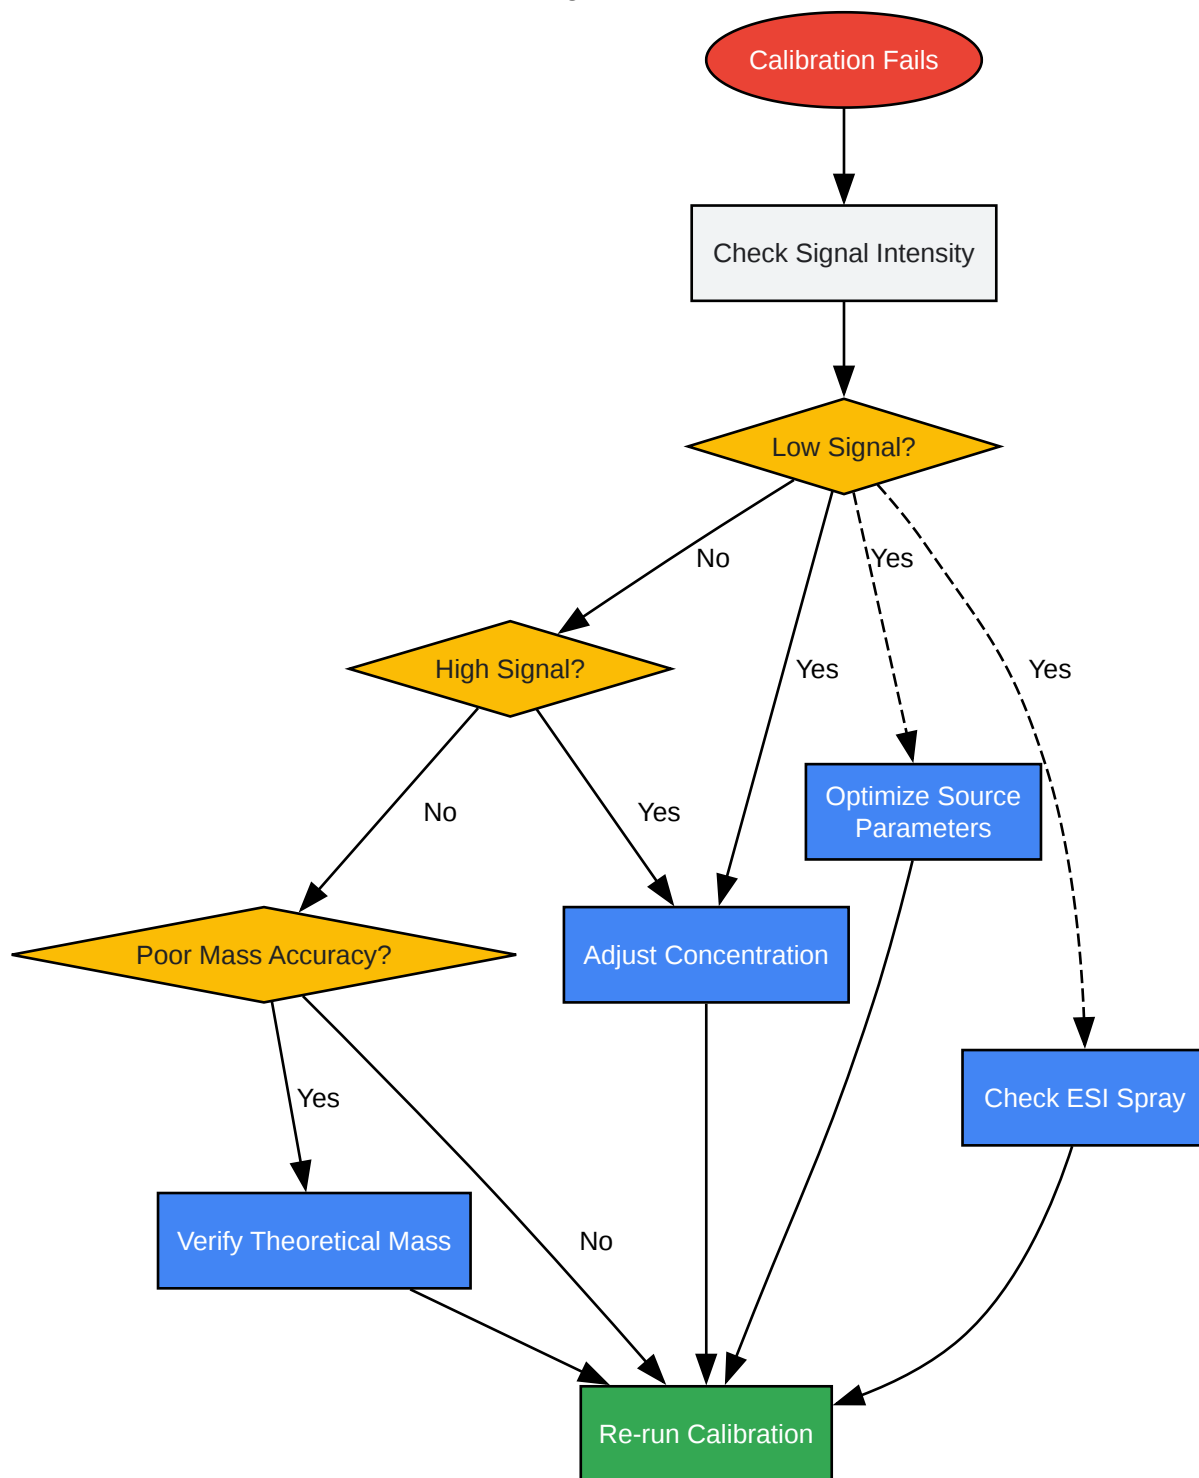 Calibration Fails
Check Signal Intensity
Low Signal?
No
Yes
High Signal?
Yes
Yes
Optimize Source
Parameters
No
Yes
Poor Mass Accuracy?
Adjust Concentration
Yes
Check ESI Spray
Verify Theoretical Mass
No
Re-run Calibration